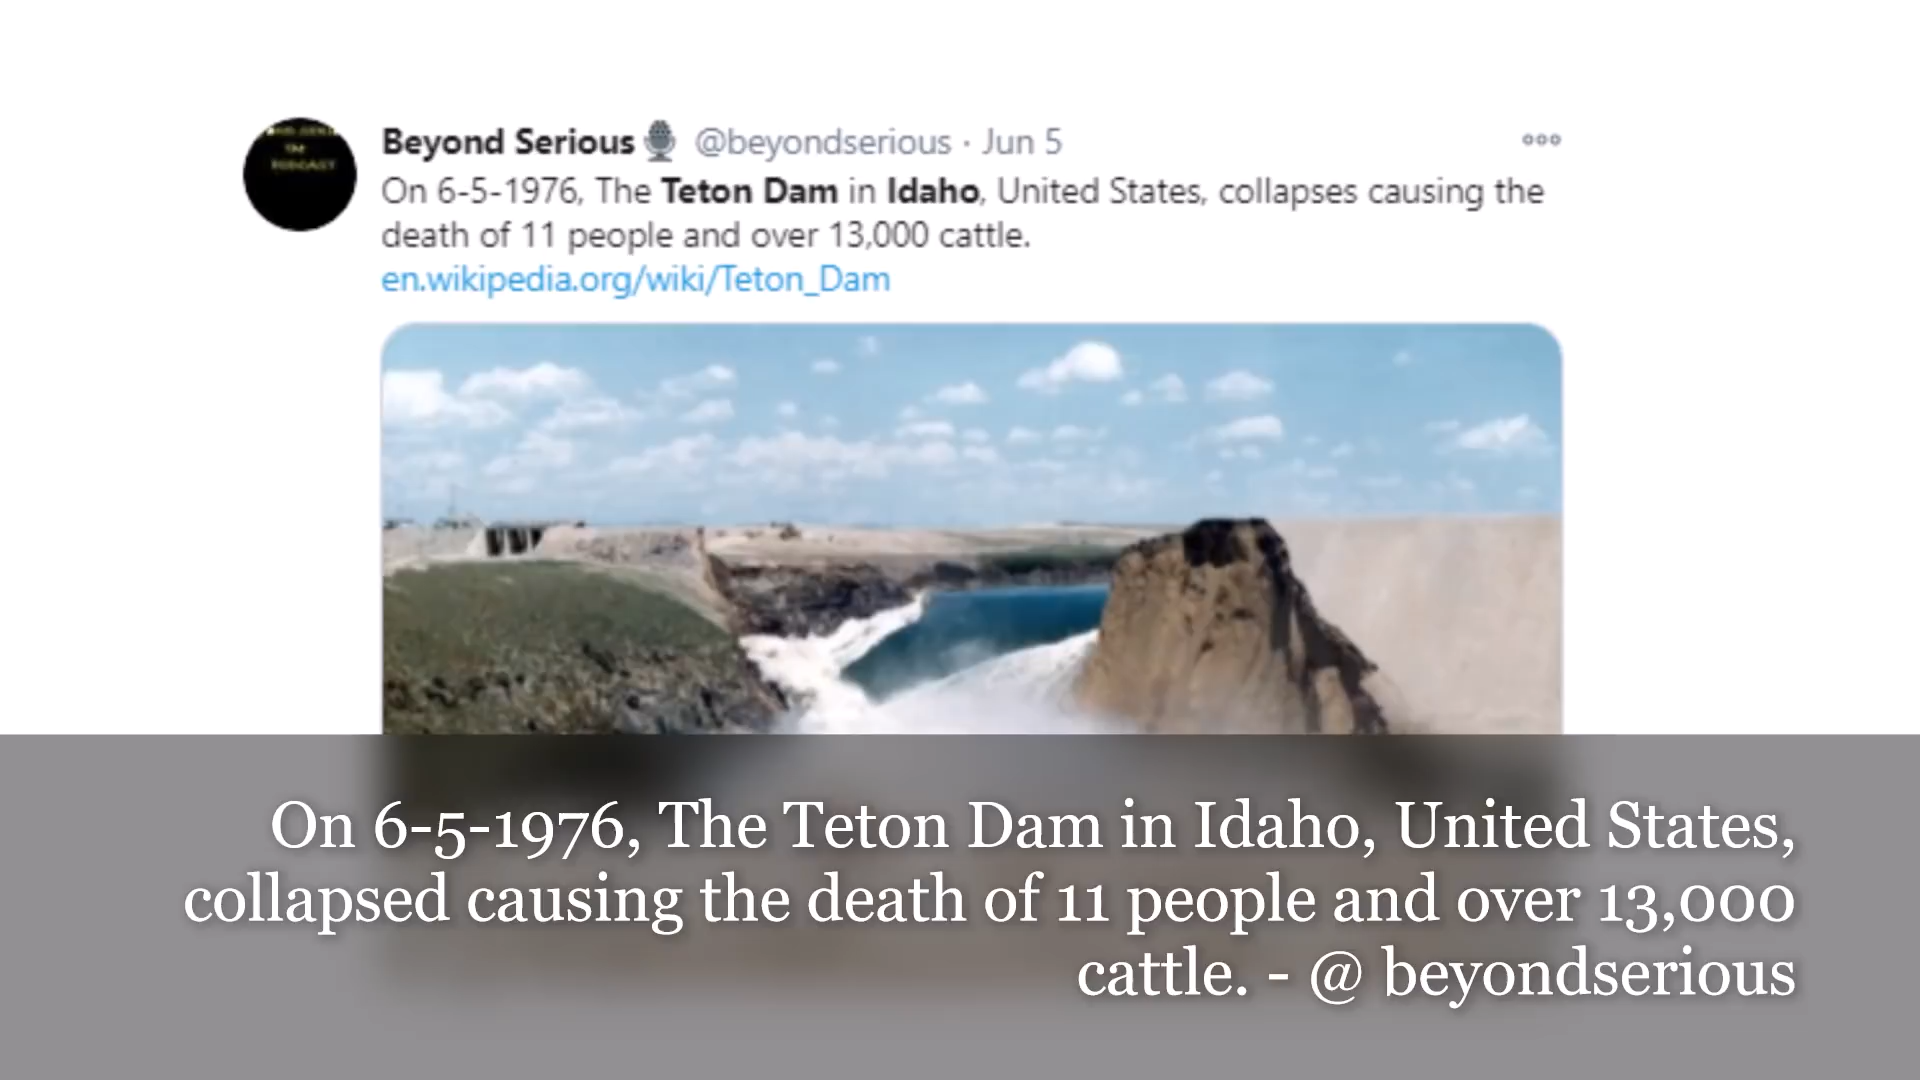 Beyond Serious @beyondserious · Jun 5
On 6-5-1976, The Teton Dam in Idaho, United States, collapses causing the
death of 11 people and over 13,000 cattle.
en.wikipedia.org/wiki/Teton_Dam
On 6-5-1976, The Teton Dam in Idaho, United States,
collapsed causing the death of 11 people and over 13,000
cattle. - @ beyondserious